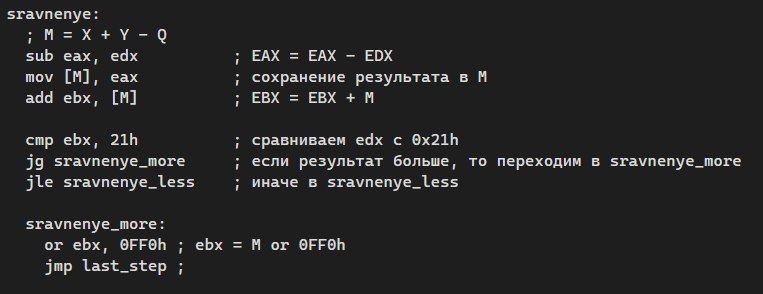 sravnenye:
; M = X + Y - Q
sub eax, edx ; EAX = EAX - EDX
mov [M], eax ; сохранение результата в M
add ebx, [M] ; EBX = EBX + M
cmp ebx, 21h ; сравниваем edx с 0x21h
jg sravnenye_more ; если результат больше, то переходим в sravnenye_more
jle sravnenye_less ; иначе в sravnenye_less
sravnenye_more:
or ebx, 0FF0h ; ebx = M or 0FF0h
jmp last_step ;